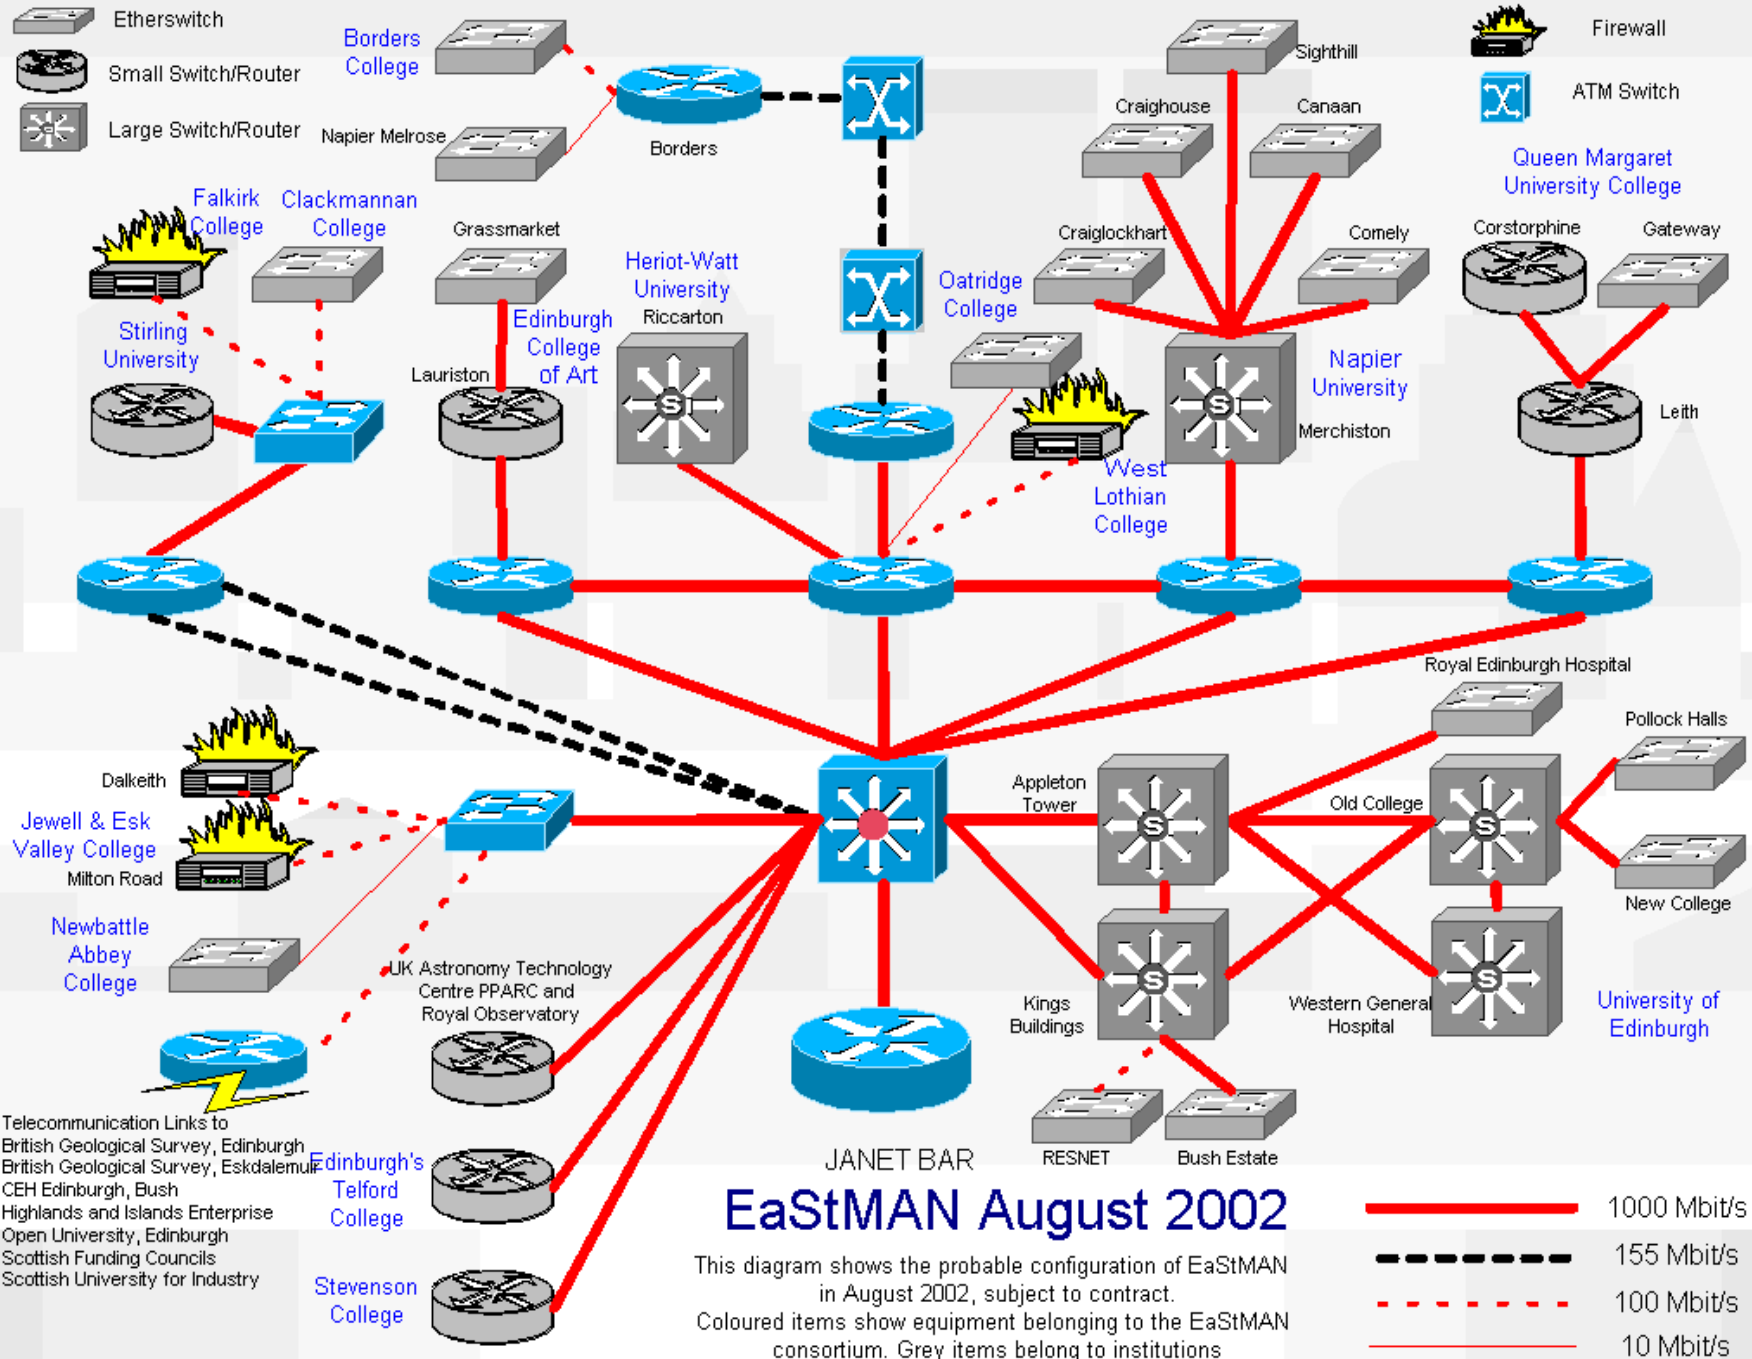 Etherswitch
Small Switch/Router
Large Switch/Router
Firewall
ATM Switch
Borders
College
Napier Melrose
Borders
Sighthill
Craighouse
Canaan
Queen Margaret
University College
Falkirk
College
Clackmannan
College
Grassmarket
Heriot-Watt
University
Riccarton
Oatridge
College
Craiglockhart
Comely
Corstorphine
Gateway
Stirling
University
Lauriston
Edinburgh
College
of Art
Napier
University
Merchiston
Leith
West
Lothian
College
Royal Edinburgh Hospital
Pollock Halls
Dalkeith
Jewell & Esk
Valley College
Milton Road
Appleton
Tower
Old College
New College
Newbattle
Abbey
College
UK Astronomy Technology
Centre PPARC and
Royal Observatory
Kings
Buildings
Western General
Hospital
University of
Edinburgh
Telecommunication Links to
British Geological Survey, Edinburgh
British Geological Survey, Eskdalemuir
CEH Edinburgh, Bush
Highlands and Islands Enterprise
Open University, Edinburgh
Scottish Funding Councils
Scottish University for Industry
Edinburgh's
Telford
College
Stevenson
College
RESNET
Bush Estate
JANET BAR
EaStMAN August 2002
This diagram shows the probable configuration of EaStMAN
in August 2002, subject to contract.
Coloured items show equipment belonging to the EaStMAN
consortium. Grey items belong to institutions
1000 Mbit/s
155 Mbit/s
100 Mbit/s
10 Mbit/s
S
S
S
S
S
S